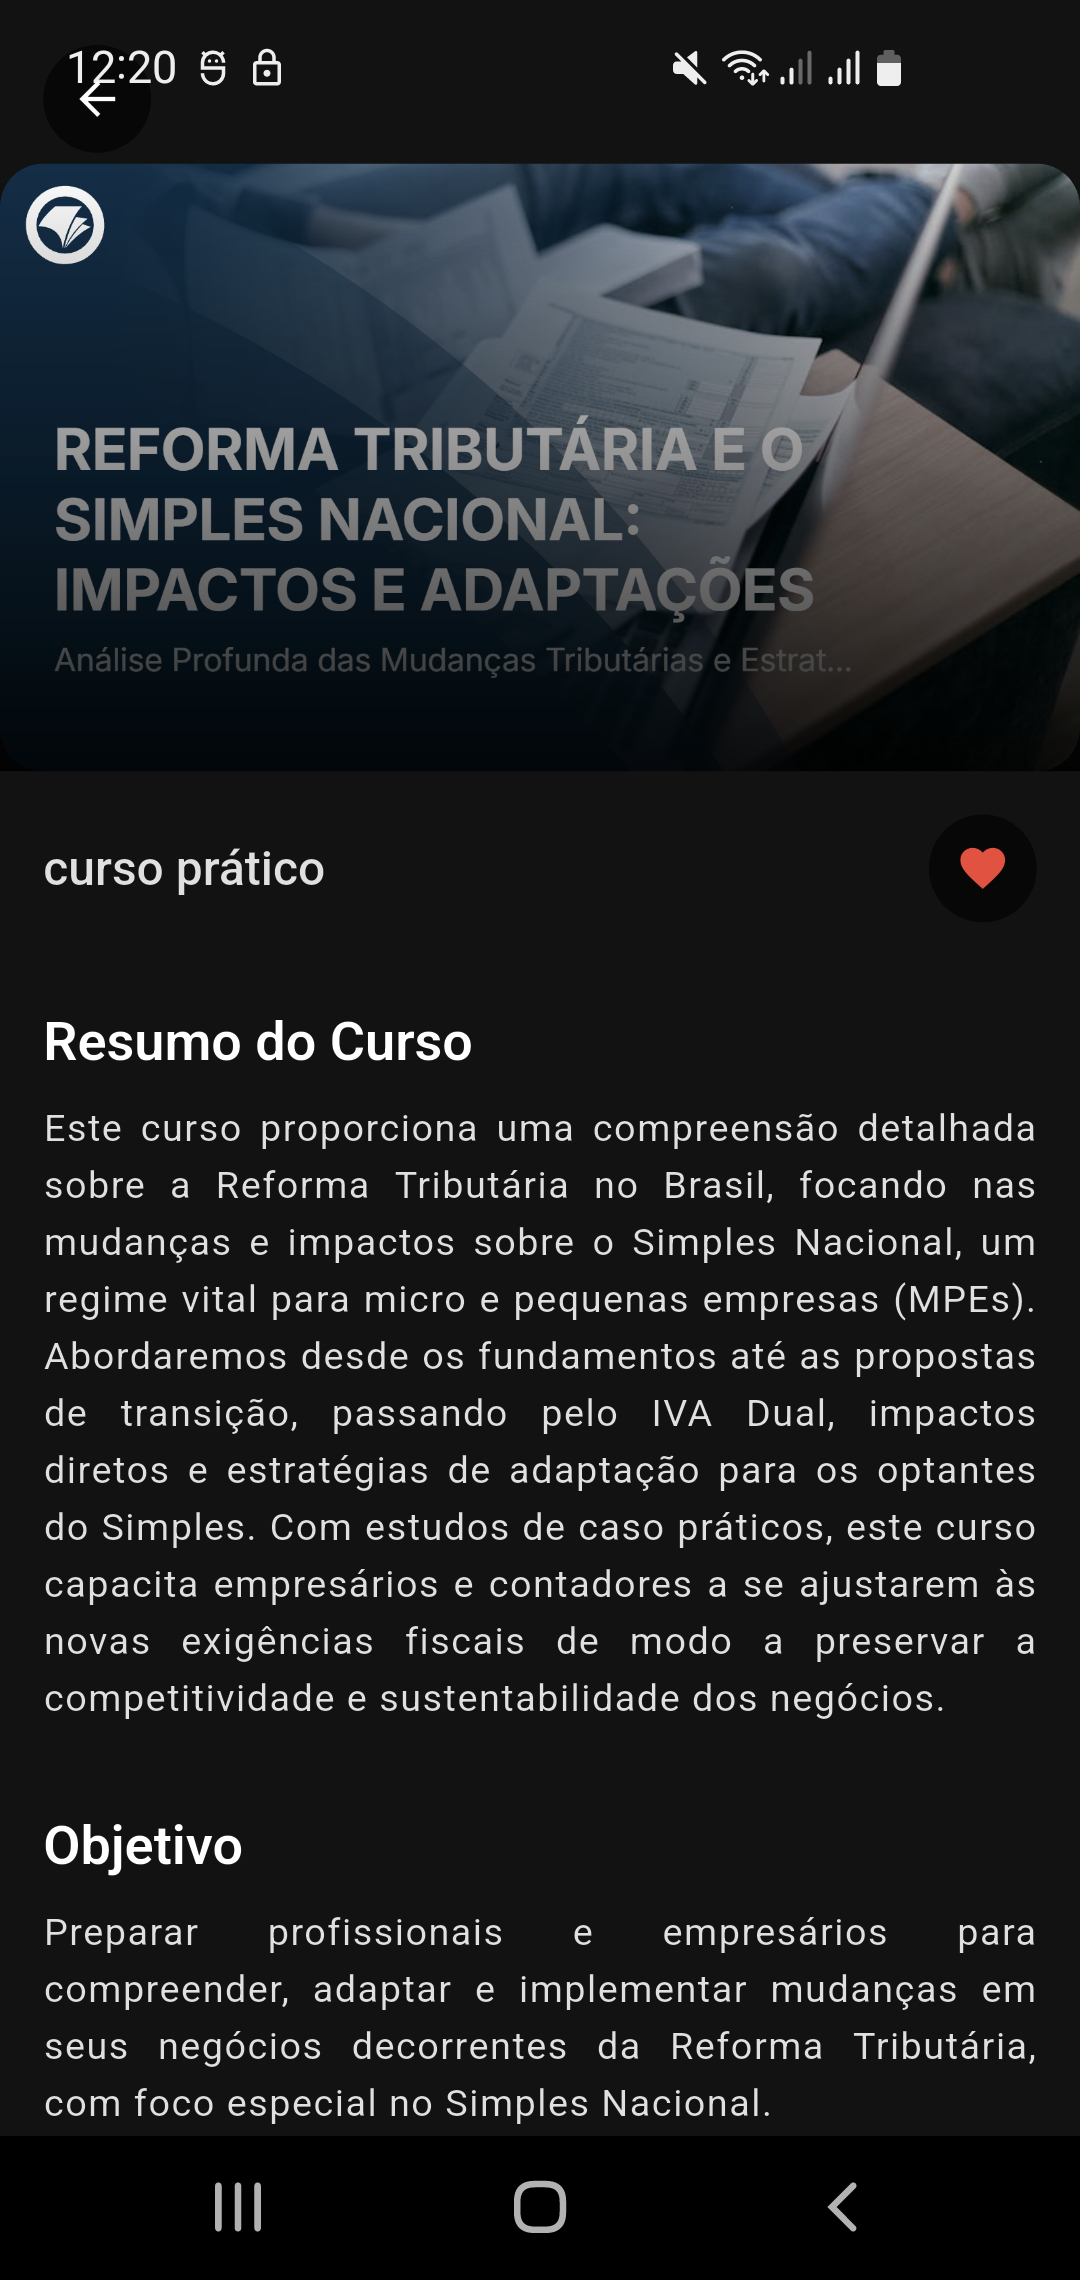 12:20
REFORMA TRIBUTÁRIA E O
SIMPLES NACIONAL:
IMPACTOS E ADAPTAÇÕES
Análise Profunda das Mudanças Tributárias e Estrat...
curso prático
Resumo do Curso
Este curso proporciona uma compreensão detalhada
sobre a Reforma Tributária no Brasil, focando nas
mudanças e impactos sobre o Simples Nacional, um
regime vital para micro e pequenas empresas (MPEs).
Abordaremos desde os fundamentos até as propostas
de transição, passando pelo IVA Dual, impactos
diretos e estratégias de adaptação para os optantes
do Simples. Com estudos de caso práticos, este curso
capacita empresários e contadores a se ajustarem às
novas exigências fiscais de modo a preservar a
competitividade e sustentabilidade dos negócios.
Objetivo
Preparar profissionais e empresários para
compreender, adaptar e implementar mudanças em
seus negócios decorrentes da Reforma Tributária,
com foco especial no Simples Nacional.